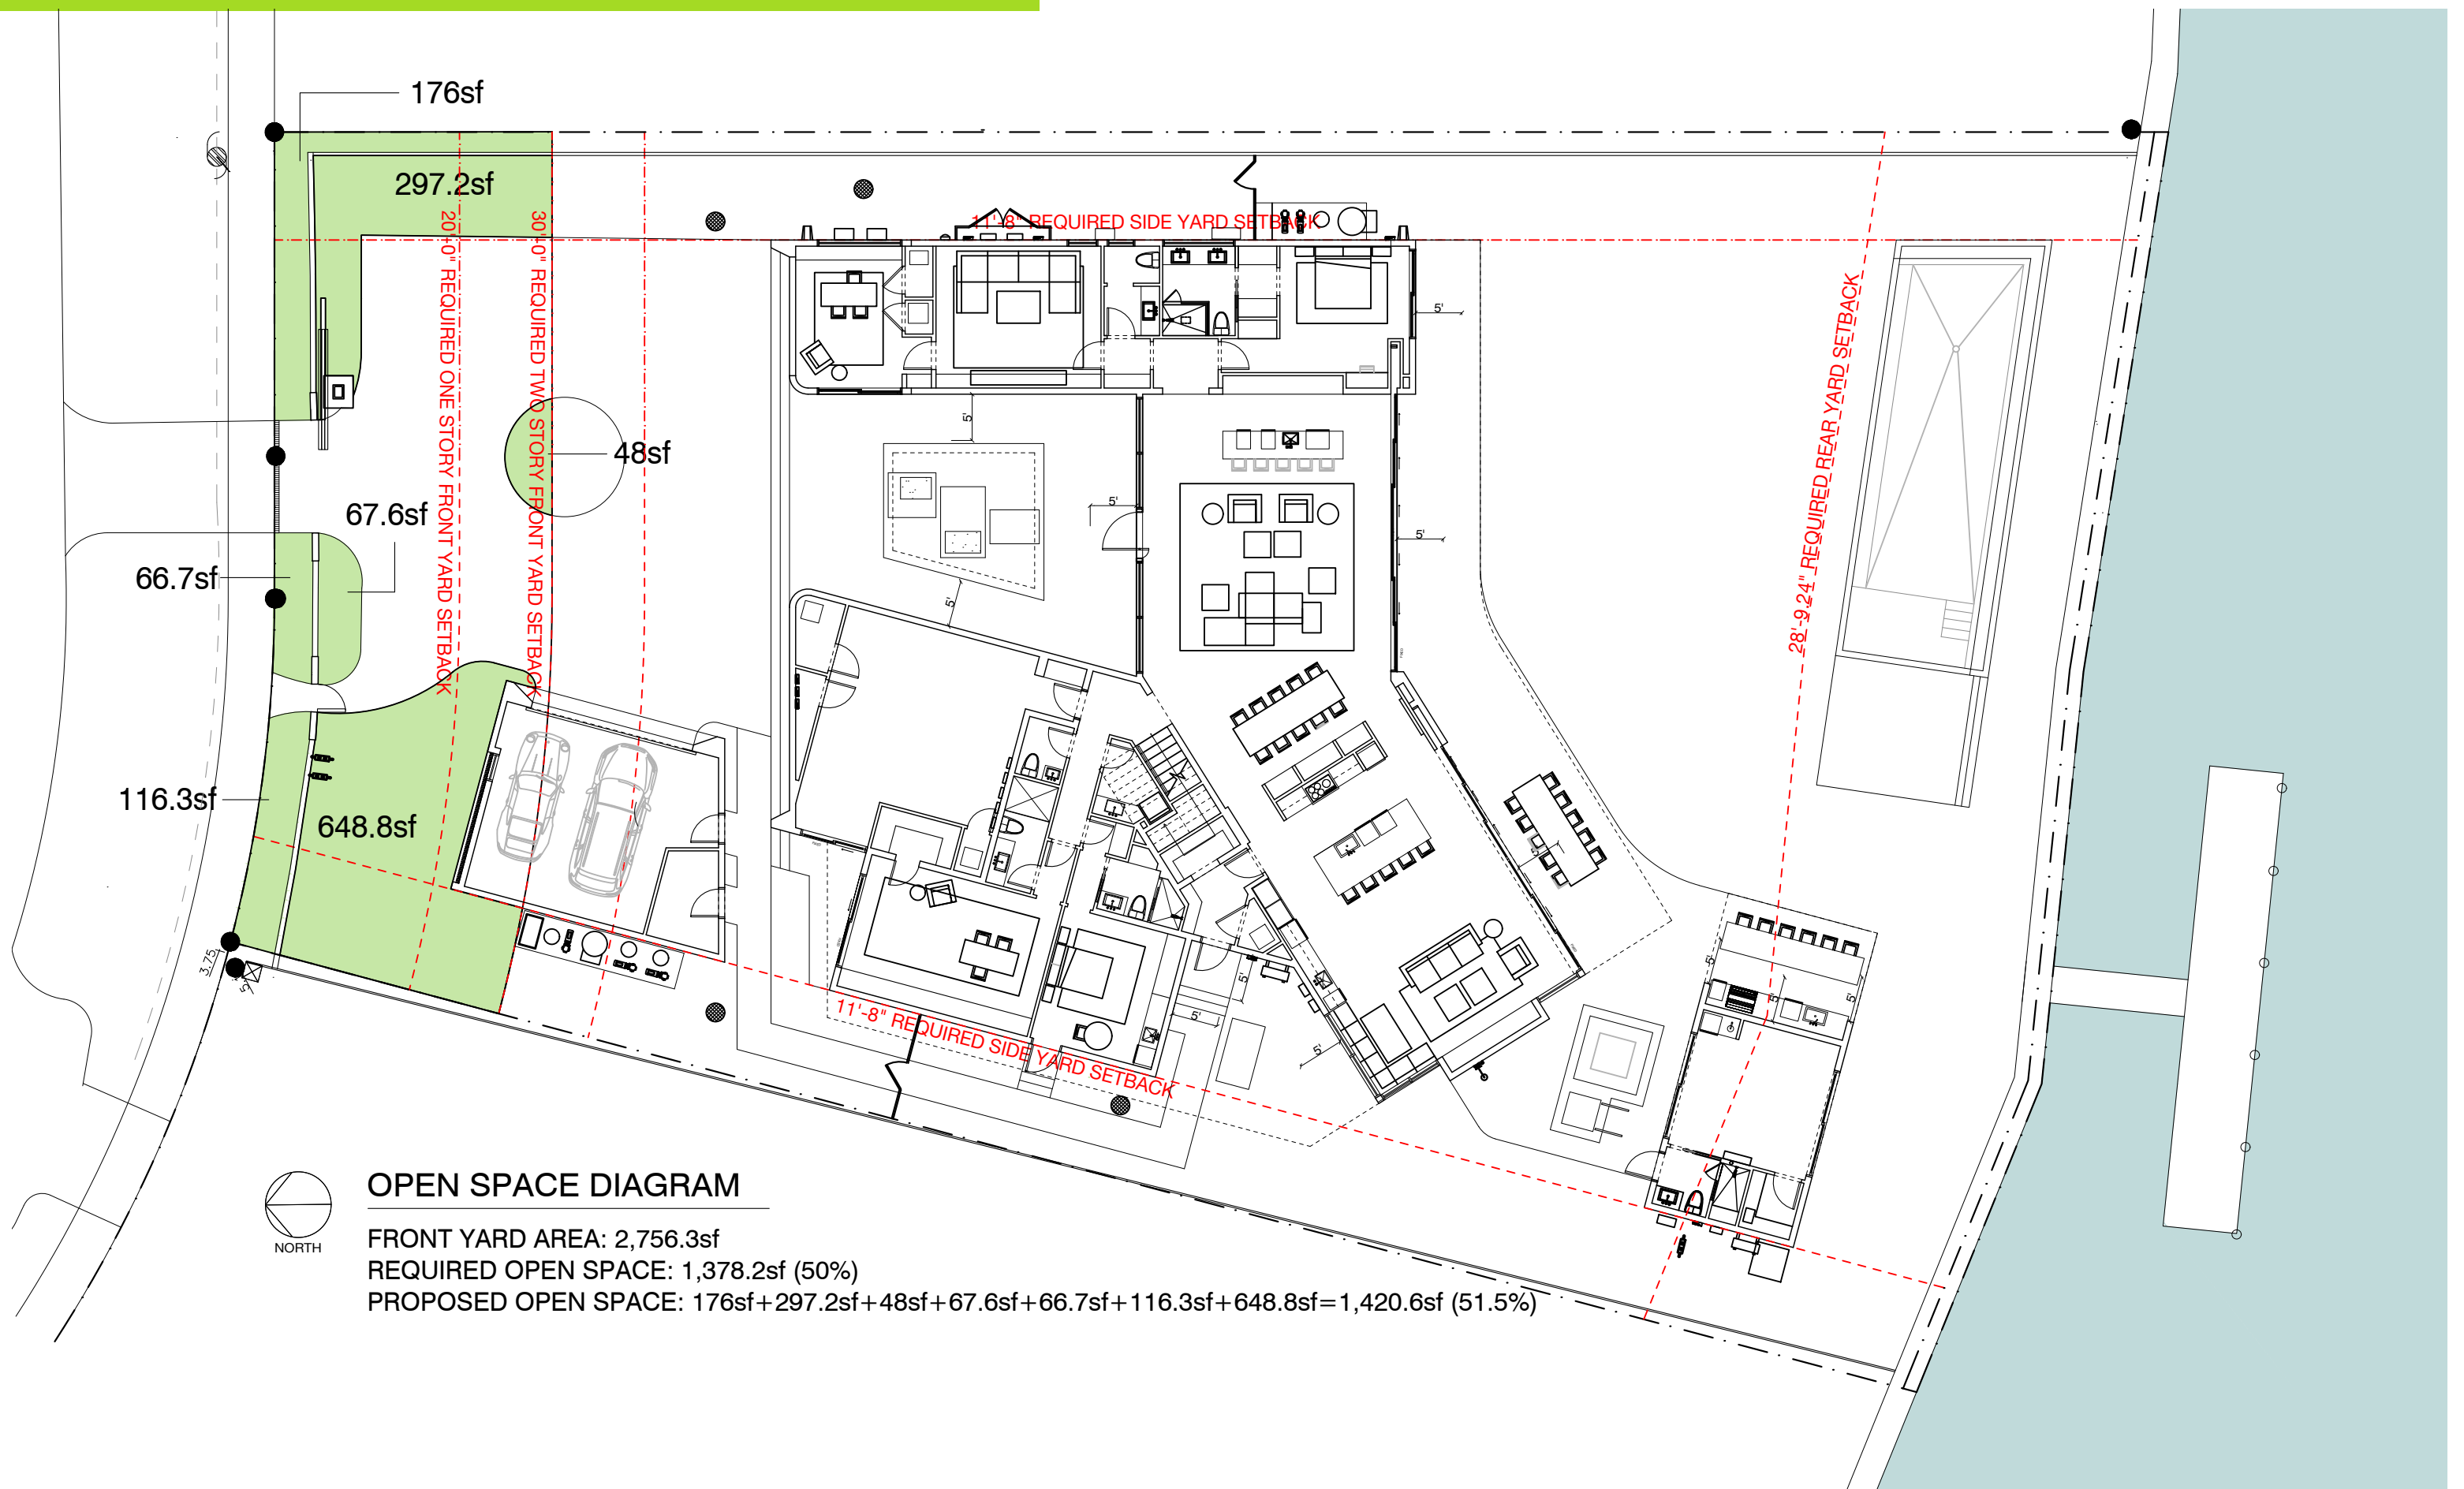 176sf
297.2sf
11'-8" REQUIRED SIDE YARD SETBACK
20'-0" REQUIRED ONE STORY FRONT YARD SETBACK
30'-0" REQUIRED TWO STORY FRONT YARD SETBACK
28'-9.24" REQUIRED REAR YARD SETBACK
5'
5'
48sf
5'
5'
67.6sf
66.7sf
5'
116.3sf
648.8sf
5'
3.75
5'
5'
5'
5'
5'
5'
5'
11'-8" REQUIRED SIDE YARD SETBACK
NORTH
OPEN SPACE DIAGRAM
FRONT YARD AREA: 2,756.3sf
REQUIRED OPEN SPACE: 1,378.2sf (50%)
PROPOSED OPEN SPACE: 176sf+297.2sf+48sf+67.6sf+66.7sf+116.3sf+648.8sf=1,420.6sf (51.5%)